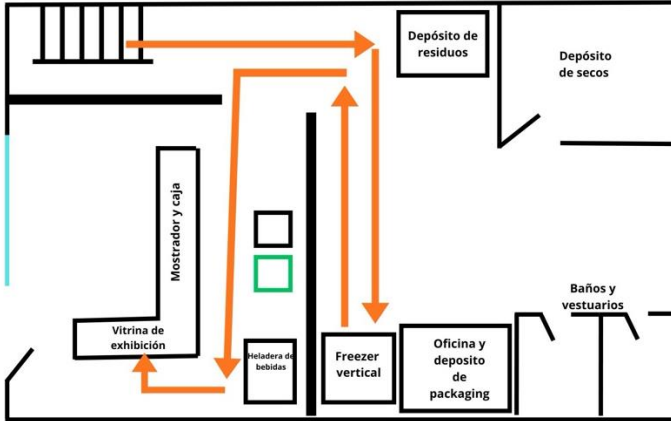 Depósito de
residuos
Depósito
de secos
Mostrador y caja
Baños y
vestuarios
Vitrina de
exhibición
Heladera de
bebidas
Freezer
vertical
Oficina y
deposito
de
packaging